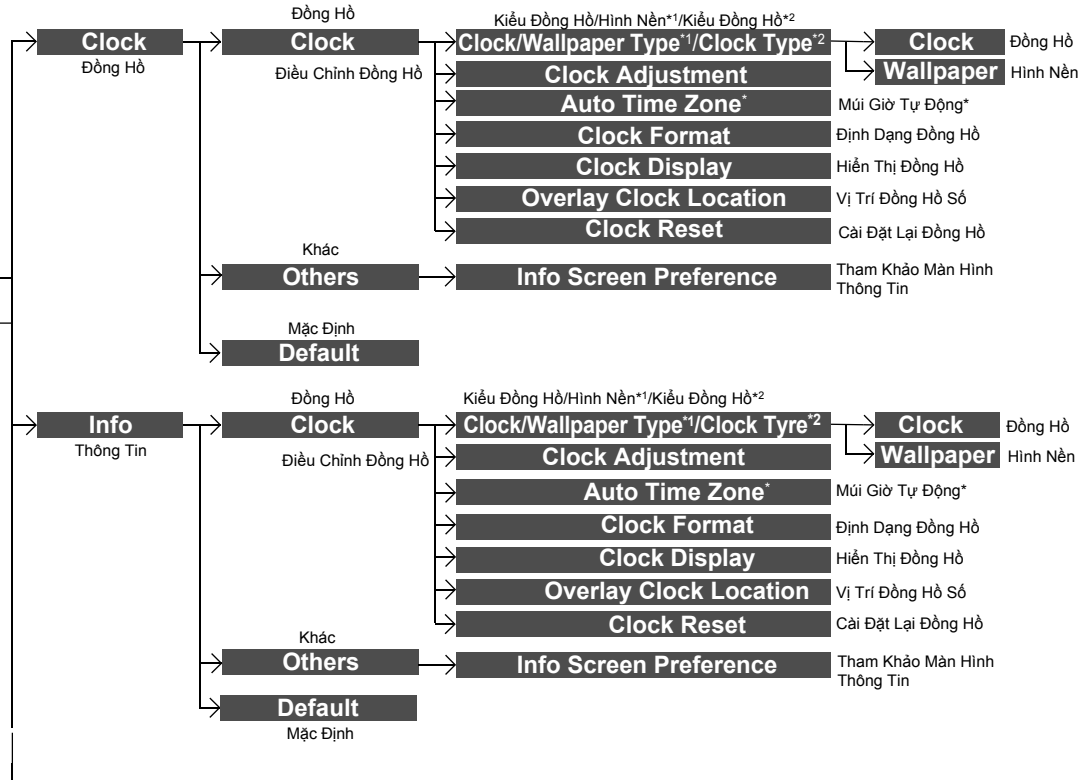 Đồng Hồ
Kiểu Đồng Hồ/Hình Nền*1/Kiểu Đồng Hồ*2
Clock
Clock
Clock/Wallpaper Type*1/Clock Type*2
Clock
Đồng Hồ
Đồng Hồ
Điều Chỉnh Đồng Hồ
Clock Adjustment
Wallpaper
Hình Nền
Auto Time Zone*
Múi Giờ Tự Động*
Clock Format
Định Dạng Đồng Hồ
Clock Display
Hiển Thị Đồng Hồ
Overlay Clock Location
Vị Trí Đồng Hồ Số
Clock Reset
Cài Đặt Lại Đồng Hồ
Khác
Others
Info Screen Preference
Tham Khảo Màn Hình
Thông Tin
Mặc Định
Default
Đồng Hồ
Kiểu Đồng Hồ/Hình Nền*1/Kiểu Đồng Hồ*2
Info
Clock
Clock/Wallpaper Type*1/Clock Tyre*2
Clock
Đồng Hồ
Thông Tin
Điều Chỉnh Đồng Hồ
Clock Adjustment
Wallpaper
Hình Nền
Auto Time Zone*
Múi Giờ Tự Động*
Clock Format
Định Dạng Đồng Hồ
Clock Display
Hiển Thị Đồng Hồ
Overlay Clock Location
Vị Trí Đồng Hồ Số
Clock Reset
Cài Đặt Lại Đồng Hồ
Khác
Others
Info Screen Preference
Tham Khảo Màn Hình
Thông Tin
Default
Mặc Định